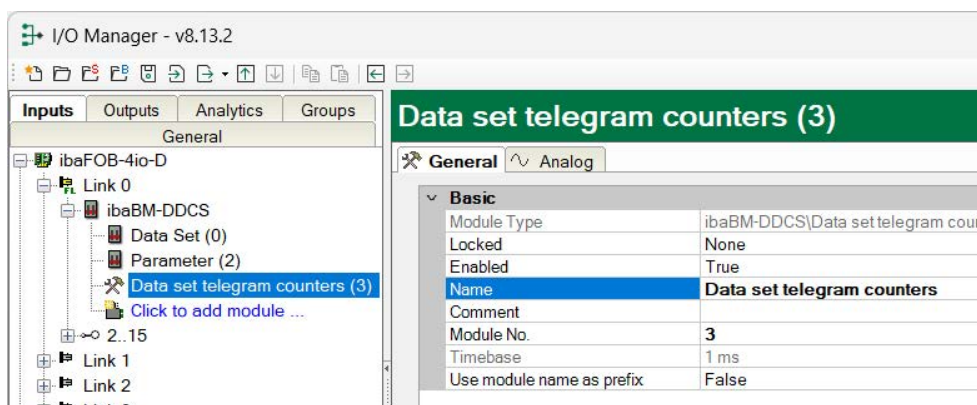 I/O Manager - v8.13.2
Inputs Outputs Analytics Groups
General
ibaFOB-4io-D
Link 0
ibaBM-DDCS
Data Set (0)
Parameter (2)
Data set telegram counters (3)
Click to add module ...
2..15
Link 1
Link 2
Data set telegram counters (3)
General Analog
Basic
Module Type ibaBM-DDCS\Data set telegram cou
Locked None
Enabled True
Name Data set telegram counters
Comment
Module No. 3
Timebase 1 ms
Use module name as prefix False